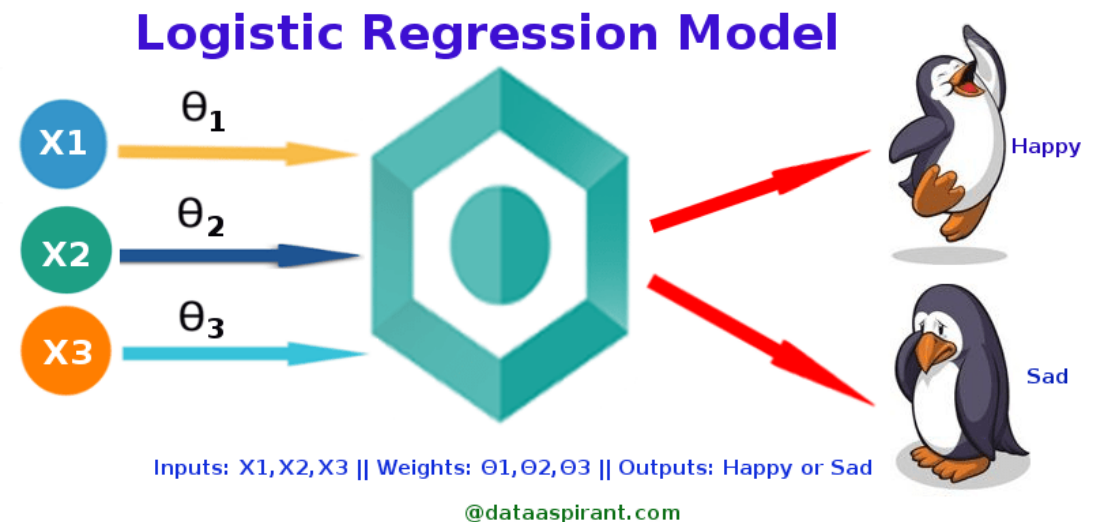 Logistic Regression Model
X1
θ1
Happy
X2
θ2
X3
θ3
Sad
Inputs: X1,X2,X3 || Weights: Θ1,Θ2,Θ3 || Outputs: Happy or Sad
@dataaspirant.com